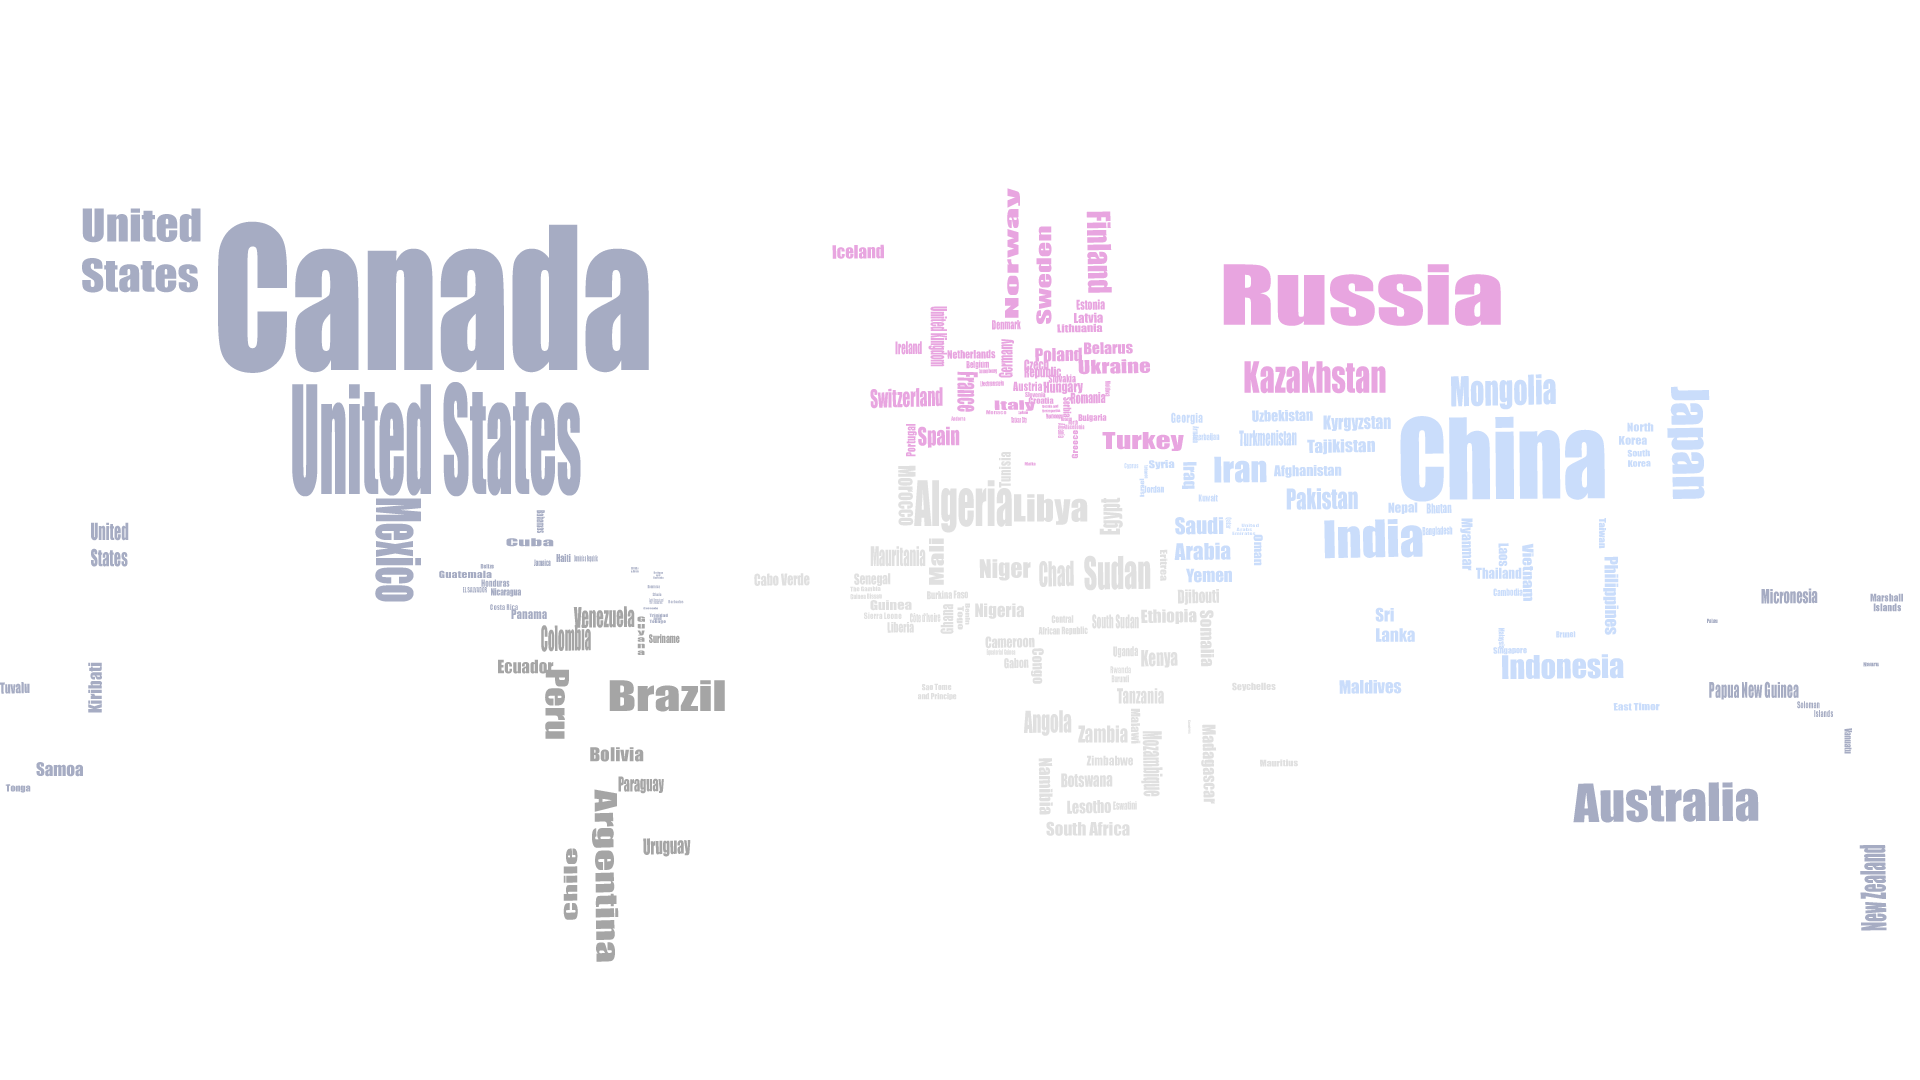 United
States
Canada
United States
Mexico
United
States
Bahamas
Cuba
Jamaica
Haiti
Belize
Guatemala
Honduras
EL SALVADOR
Nicaragua
Costa Rica
Panama
Venezuela
Colombia
Guyana
Suriname
Ecuador
Peru
Brazil
Bolivia
Paraguay
Argentina
Chile
Uruguay
Tuvalu
Kiribati
Samoa
Tonga
Iceland
Norway
Sweden
Finland
Estonia
Latvia
Lithuania
Denmark
United Kingdom
Ireland
Netherlands
Belgium
Germany
Poland
Belarus
Ukraine
Czech
Republic
Slovakia
France
Switzerland
Austria
Hungary
Romania
Croatia
Serbia
Italy
Bulgaria
Portugal
Spain
Greece
Turkey
Russia
Kazakhstan
Georgia
Uzbekistan
Kyrgyzstan
Turkmenistan
Tajikistan
Mongolia
China
North
Korea
South
Korea
Japan
Syria
Iraq
Iran
Afghanistan
Jordan
Kuwait
Pakistan
Nepal
Bhutan
Saudi
Arabia
Oman
Yemen
India
Bangladesh
Myanmar
Laos
Vietnam
Thailand
Cambodia
Taiwan
Philippines
Sri
Lanka
Maldives
Brunei
Singapore
Indonesia
East Timor
Morocco
Algeria
Tunisia
Libya
Egypt
Mauritania
Mali
Niger
Chad
Sudan
Eritrea
Cabo Verde
Senegal
The Gambia
Guinea Bissau
Guinea
Sierra Leone
Liberia
Côte d'Ivoire
Burkina Faso
Ghana
Togo
Benin
Nigeria
Cameroon
Central
African Republic
South Sudan
Ethiopia
Djibouti
Somalia
Gabon
Congo
Uganda
Kenya
Rwanda
Sao Tome
and Principe
Tanzania
Seychelles
Angola
Zambia
Malawi
Mozambique
Madagascar
Mauritius
Zimbabwe
Namibia
Botswana
Lesotho
Eswatini
South Africa
Micronesia
Marshall
Islands
Palau
Papua New Guinea
Solomon
Islands
Vanuatu
Australia
New Zealand